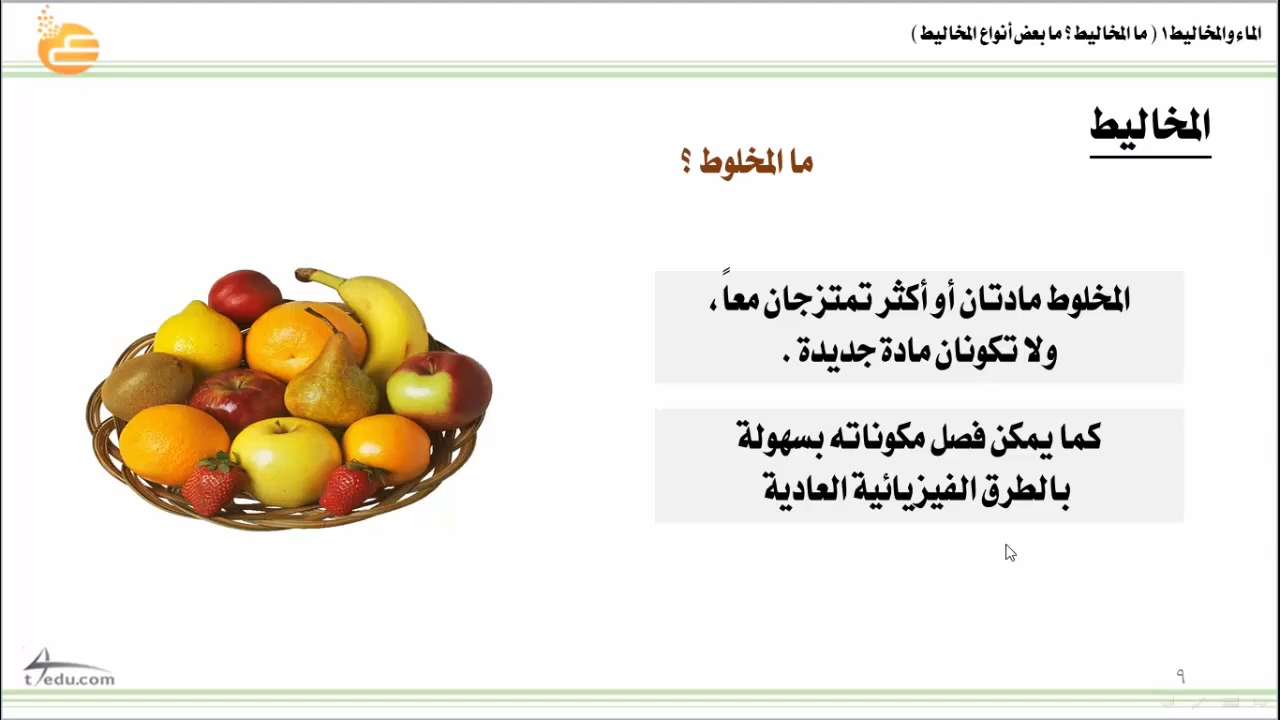 الماء والمخاليط ١ ( ما المخاليط ؟ ما بعض أنواع المخاليط )
المخاليط
ما المخلوط ؟
المخلوط مادتان أو أكثر تمتزجان معاً ،
ولا تكونان مادة جديدة .
كما يمكن فصل مكوناته بسهولة
بالطرق الفيزيائية العادية
t4edu.com
٩